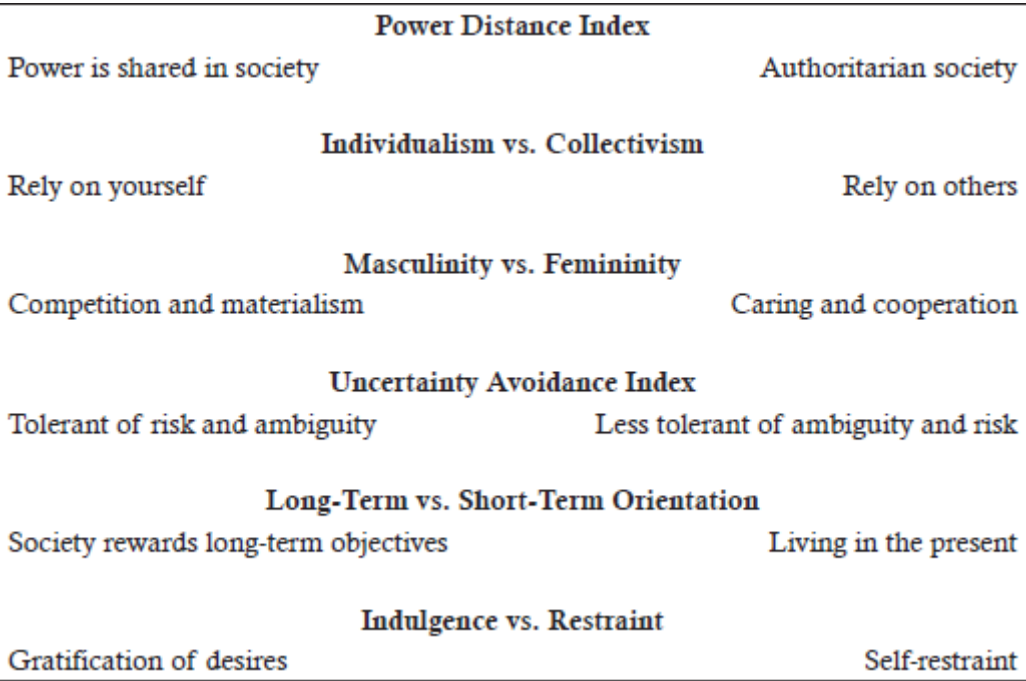 Power Distance Index
Power is shared in society Authoritarian society
Individualism vs. Collectivism
Rely on yourself Rely on others
Masculinity vs. Femininity
Competition and materialism Caring and cooperation
Uncertainty Avoidance Index
Tolerant of risk and ambiguity Less tolerant of ambiguity and risk
Long-Term vs. Short-Term Orientation
Society rewards long-term objectives Living in the present
Indulgence vs. Restraint
Gratification of desires Self-restraint